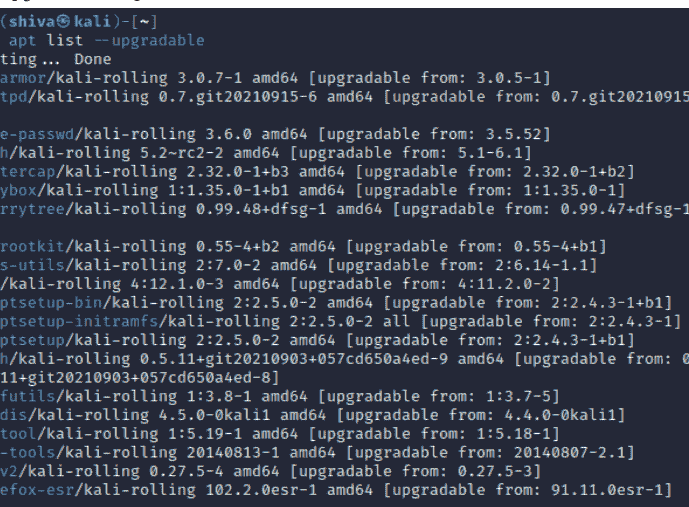 (shiva㉿kali)-[~]
apt list --upgradable
ting... Done
armor/kali-rolling 3.0.7-1 amd64 [upgradable from: 3.0.5-1]
tpd/kali-rolling 0.7.git20210915-6 amd64 [upgradable from: 0.7.git20210915
e-passwd/kali-rolling 3.6.0 amd64 [upgradable from: 3.5.52]
h/kali-rolling 5.2~rc2-2 amd64 [upgradable from: 5.1-6.1]
tercap/kali-rolling 2.32.0-1+b3 amd64 [upgradable from: 2.32.0-1+b2]
ybox/kali-rolling 1:1.35.0-1+b1 amd64 [upgradable from: 1:1.35.0-1]
rrytree/kali-rolling 0.99.48+dfsg-1 amd64 [upgradable from: 0.99.47+dfsg-1
rootkit/kali-rolling 0.55-4+b2 amd64 [upgradable from: 0.55-4+b1]
s-utils/kali-rolling 2:7.0-2 amd64 [upgradable from: 2:6.14-1.1]
/kali-rolling 4:12.1.0-3 amd64 [upgradable from: 4:11.2.0-2]
ptsetup-bin/kali-rolling 2:2.5.0-2 amd64 [upgradable from: 2:2.4.3-1+b1]
ptsetup-initramfs/kali-rolling 2:2.5.0-2 all [upgradable from: 2:2.4.3-1]
ptsetup/kali-rolling 2:2.5.0-2 amd64 [upgradable from: 2:2.4.3-1+b1]
h/kali-rolling 0.5.11+git20210903+057cd650a4ed-9 amd64 [upgradable from: 0
11+git20210903+057cd650a4ed-8]
futils/kali-rolling 1:3.8-1 amd64 [upgradable from: 1:3.7-5]
dis/kali-rolling 4.5.0-0kali1 amd64 [upgradable from: 4.4.0-0kali1]
tool/kali-rolling 1:5.19-1 amd64 [upgradable from: 1:5.18-1]
-tools/kali-rolling 20140813-1 amd64 [upgradable from: 20140807-2.1]
v2/kali-rolling 0.27.5-4 amd64 [upgradable from: 0.27.5-3]
efox-esr/kali-rolling 102.2.0esr-1 amd64 [upgradable from: 91.11.0esr-1]